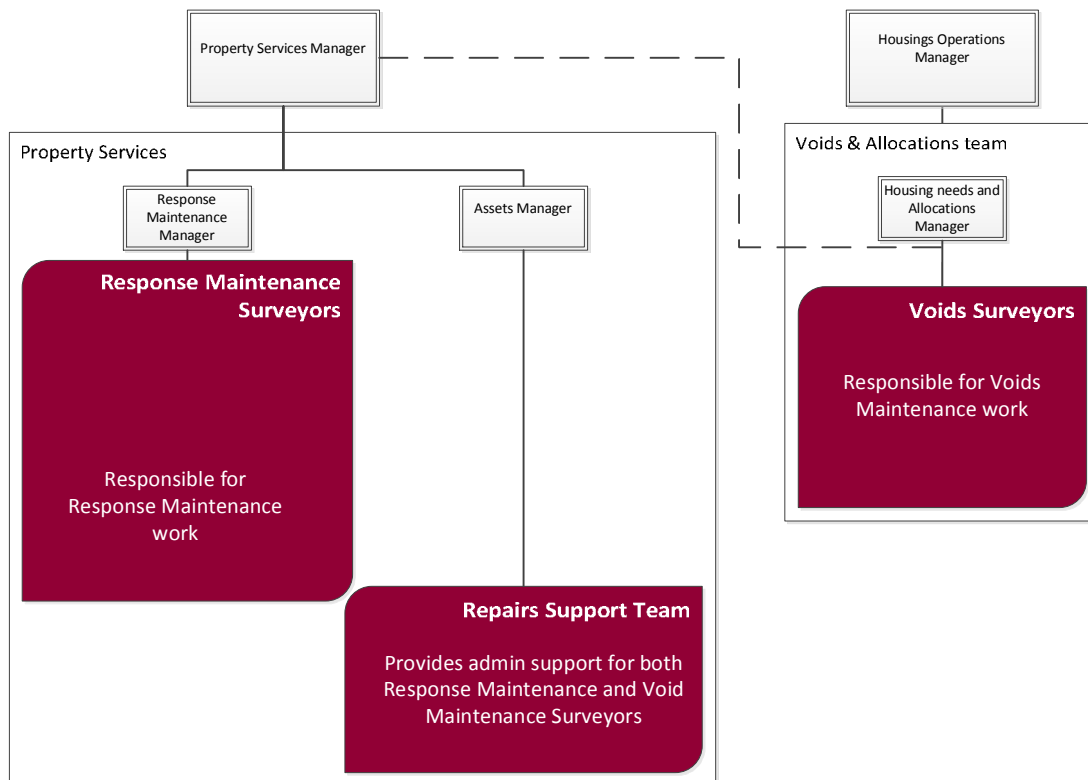 Property Services Manager
Housings Operations
Manager
Property Services
Voids & Allocations team
Response
Maintenance
Manager
Assets Manager
Housing needs and
Allocations
Manager
Response Maintenance
Surveyors
Responsible for
Response Maintenance
work
Voids Surveyors
Responsible for Voids
Maintenance work
Repairs Support Team
Provides admin support for both
Response Maintenance and Void
Maintenance Surveyors